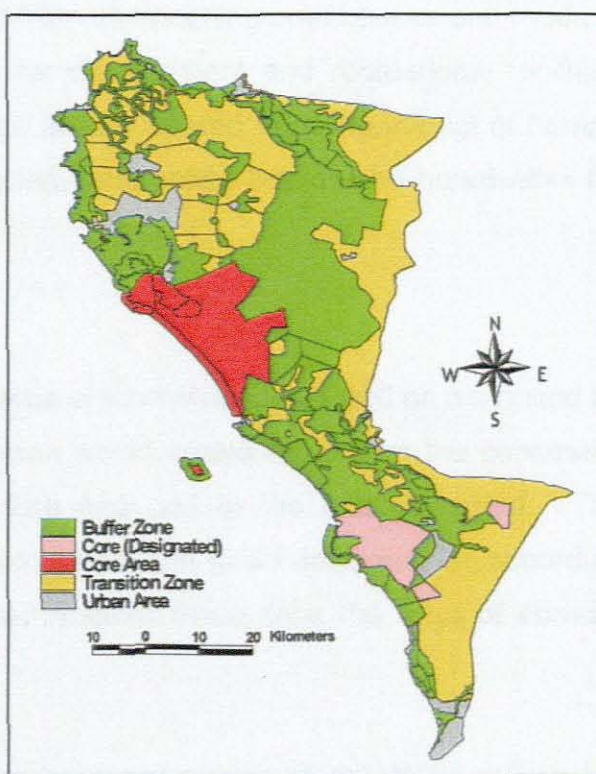 N
W E
S
Buffer Zone
Core (Designated)
Core Area
Transition Zone
Urban Area
10 0 10 20 Kilometers